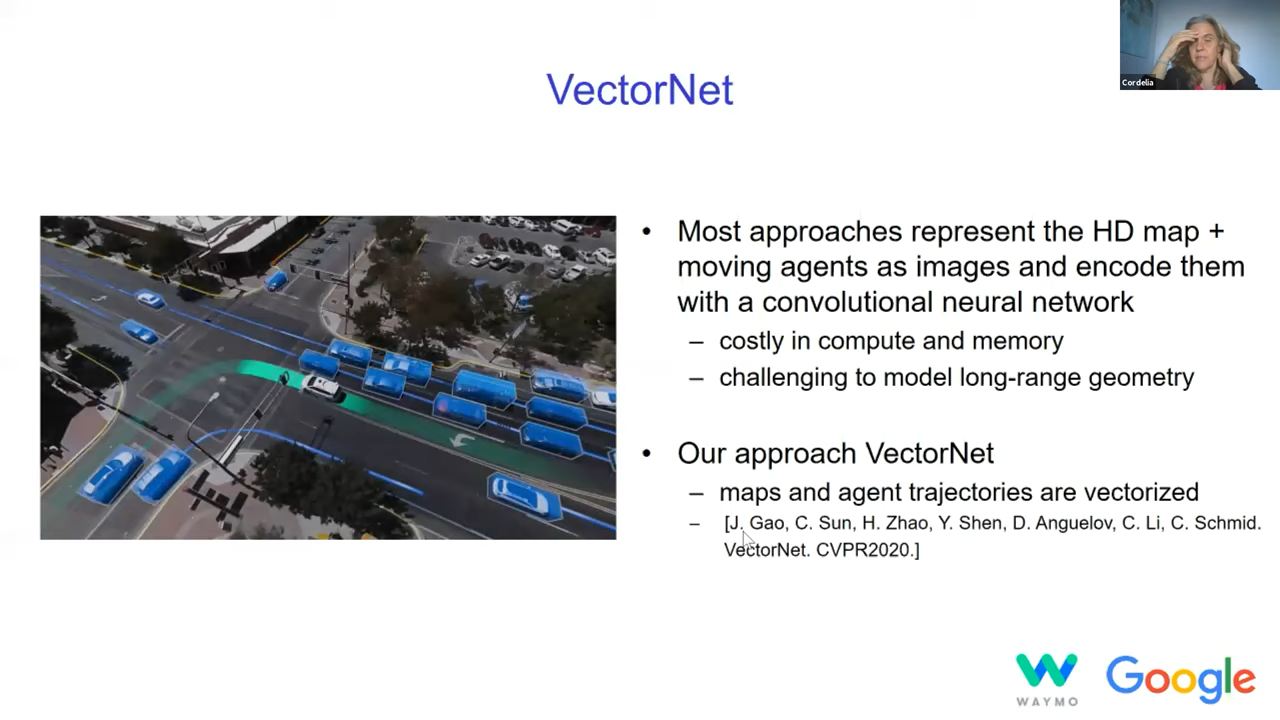 Cordelia
VectorNet
• Most approaches represent the HD map +
moving agents as images and encode them
with a convolutional neural network
– costly in compute and memory
– challenging to model long-range geometry
• Our approach VectorNet
– maps and agent trajectories are vectorized
– [J. Gao, C. Sun, H. Zhao, Y. Shen, D. Anguelov, C. Li, C. Schmid.
VectorNet. CVPR2020.]
WAYMO
Google